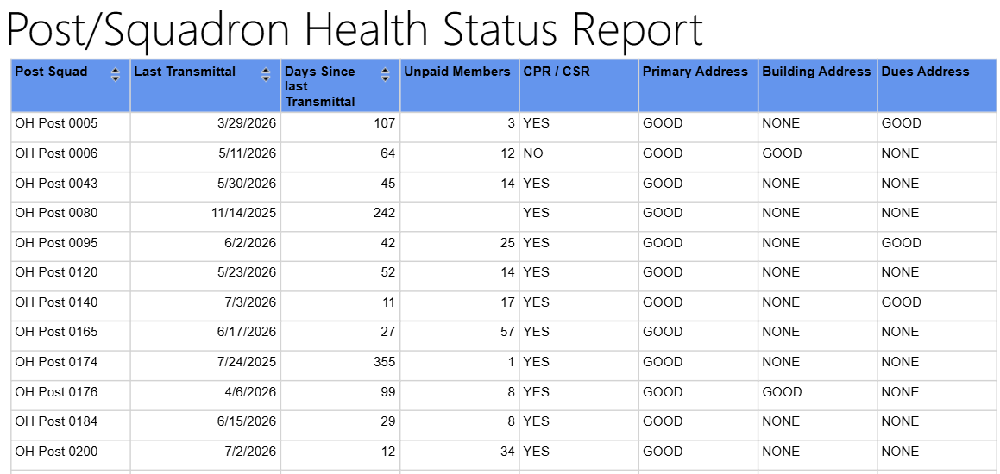 Post/Squadron Health Status Report
Post Squad Last Transmittal Days Since last Transmittal Unpaid Members CPR / CSR Primary Address Building Address Dues Address
OH Post 0005 3/29/2026 107 3 YES GOOD NONE GOOD
OH Post 0006 5/11/2026 64 12 NO GOOD GOOD NONE
OH Post 0043 5/30/2026 45 14 YES GOOD NONE NONE
OH Post 0080 11/14/2025 242 YES GOOD NONE NONE
OH Post 0095 6/2/2026 42 25 YES GOOD NONE GOOD
OH Post 0120 5/23/2026 52 14 YES GOOD NONE NONE
OH Post 0140 7/3/2026 11 17 YES GOOD NONE GOOD
OH Post 0165 6/17/2026 27 57 YES GOOD NONE NONE
OH Post 0174 7/24/2025 355 1 YES GOOD NONE NONE
OH Post 0176 4/6/2026 99 8 YES GOOD GOOD NONE
OH Post 0184 6/15/2026 29 8 YES GOOD NONE NONE
OH Post 0200 7/2/2026 12 34 YES GOOD NONE NONE